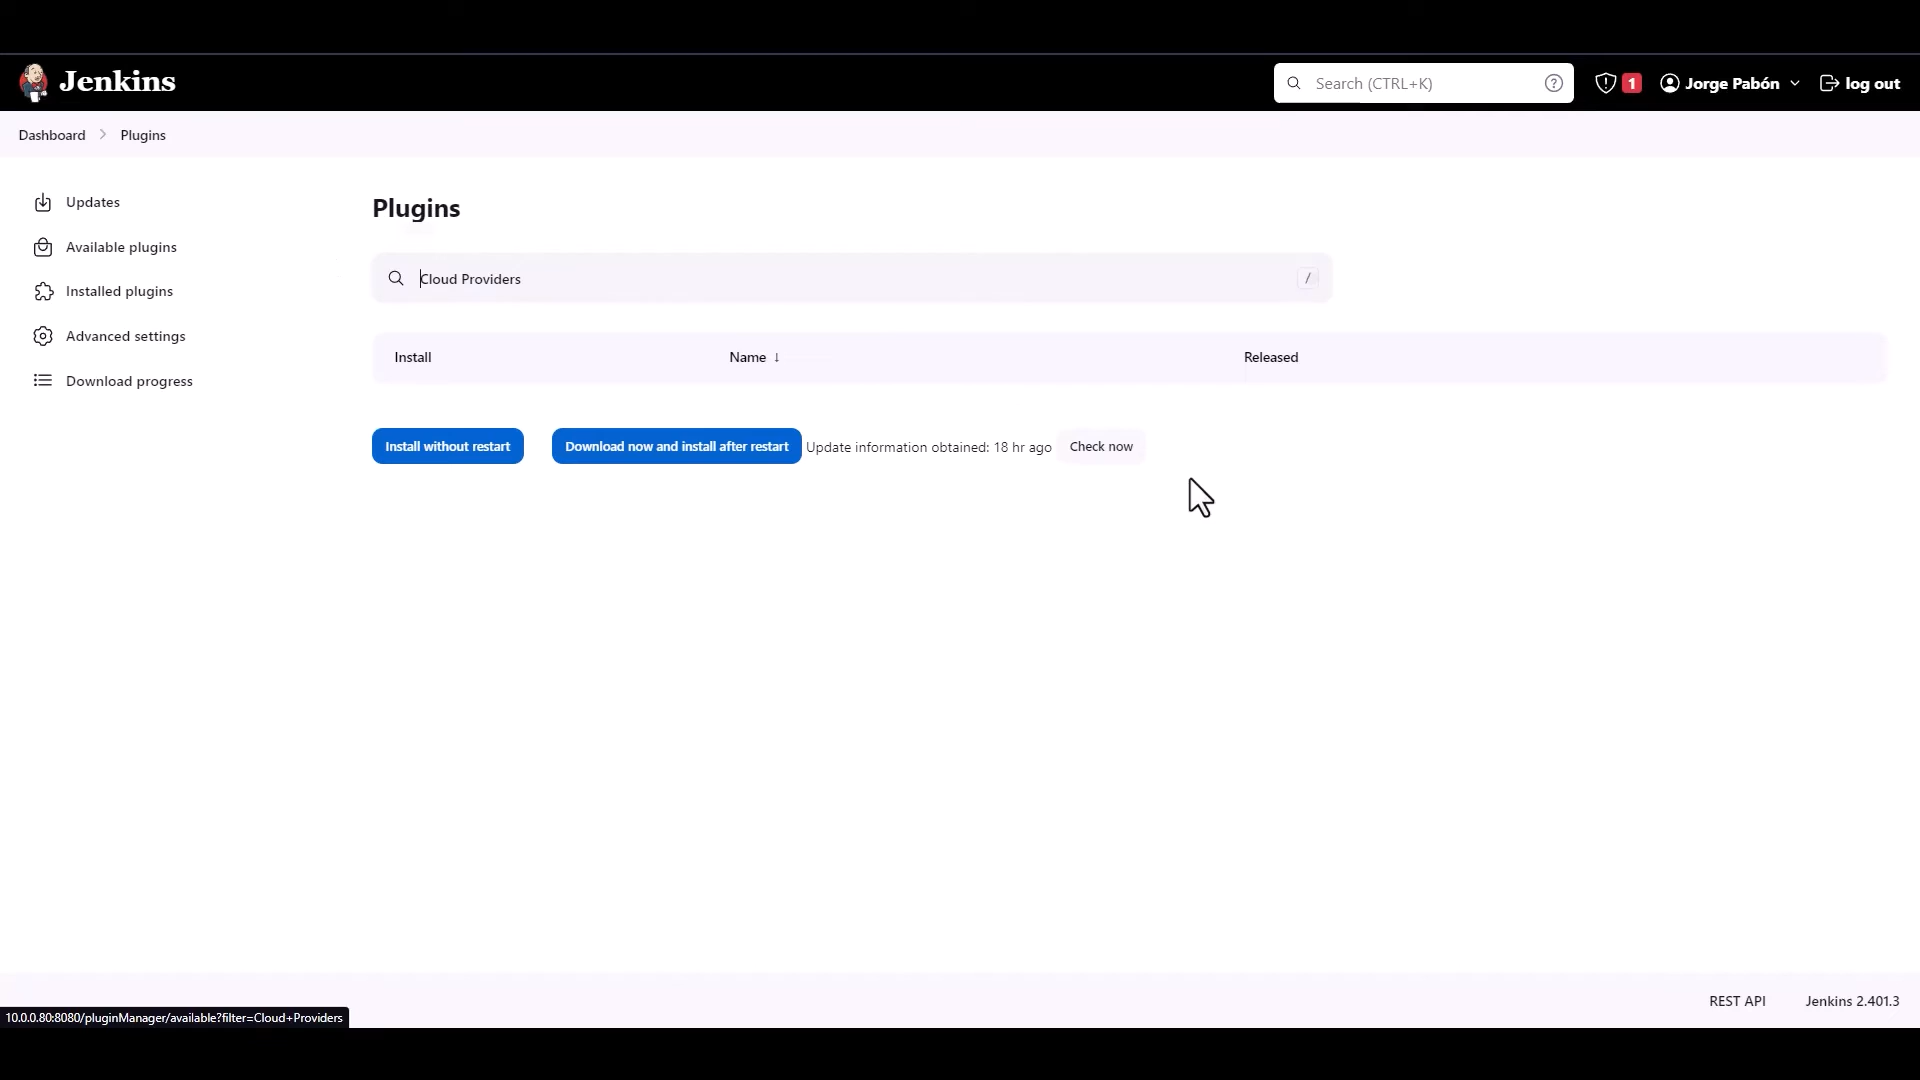 Jenkins
Search (CTRL+K)
1
Jorge Pabón
log out
Dashboard
Plugins
Updates
Available plugins
Installed plugins
Advanced settings
Download progress
Plugins
Cloud Providers
/
Install
Name ↓
Released
Install without restart
Download now and install after restart
Update information obtained: 18 hr ago
Check now
REST API
Jenkins 2.401.3
10.0.0.80:8080/pluginManager/available?filter=Cloud+Providers